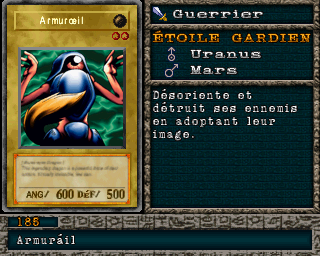 Armurœil
ANG/ 600 DÉF/ 500
Guerrier
ÉTOILE GARDIEN
Uranus
Mars
Désoriente et
détruit ses ennemis
en adoptant leur
image.
185
Armuráil